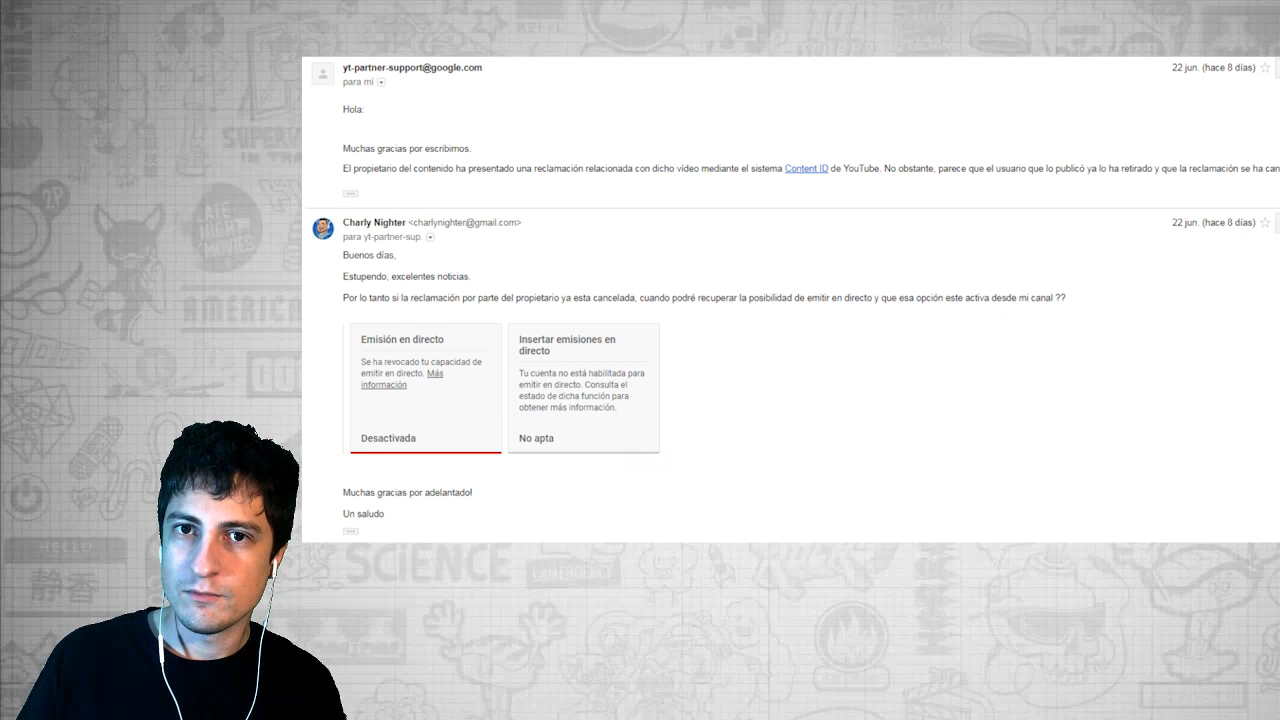 yt-partner-support@google.com
22 jun. (hace 8 días)
para mí
Hola:
Muchas gracias por escribirnos.
El propietario del contenido ha presentado una reclamación relacionada con dicho vídeo mediante el sistema Content ID de YouTube. No obstante, parece que el usuario que lo publicó ya lo ha retirado y que la reclamación se ha can
Charly Nighter <charlynighter@gmail.com>
22 jun. (hace 8 días)
para yt-partner-sup.
Buenos días,
Estupendo, excelentes noticias.
Por lo tanto si la reclamación por parte del propietario ya esta cancelada, cuando podré recuperar la posibilidad de emitir en directo y que esa opción este activa desde mi canal ??
Emisión en directo
Se ha revocado tu capacidad de
emitir en directo. Más
información
Desactivada
Insertar emisiones en
directo
Tu cuenta no está habilitada para
emitir en directo. Consulta el
estado de dicha función para
obtener más información.
No apta
Muchas gracias por adelantado!
Un saludo
SCIENCE
HELLO
静香
AMERICA